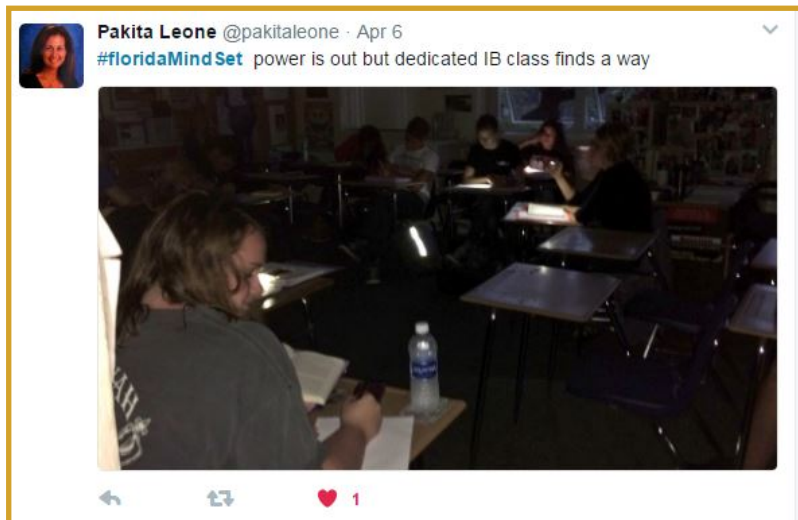 Pakita Leone @pakitaleone · Apr 6
#floridaMindSet power is out but dedicated IB class finds a way
1